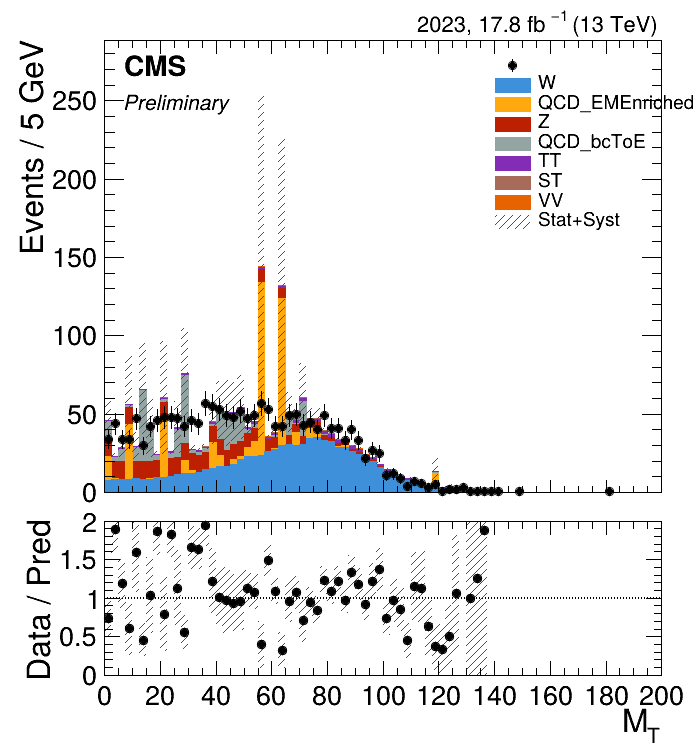 2023, 17.8 fb⁻¹ (13 TeV)
CMS
Preliminary
W
QCD_EMEnriched
Z
QCD_bcToE
TT
ST
VV
Stat+Syst
Events / 5 GeV
250
200
150
100
50
0
Data / Pred
2
1.5
1
0.5
0
0 20 40 60 80 100 120 140 160 180 200
M_T